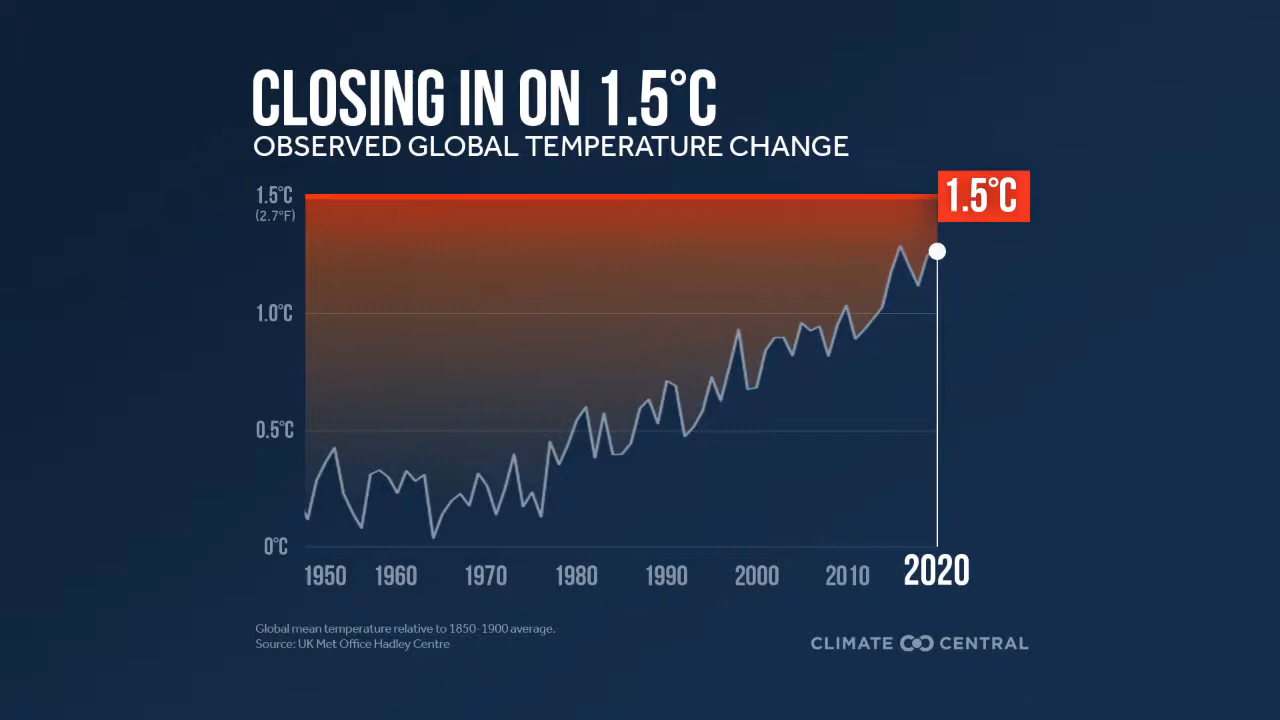 CLOSING IN ON 1.5°C
OBSERVED GLOBAL TEMPERATURE CHANGE
1.5°C
1.5°C
(2.7°F)
1.0°C
0.5°C
0°C
1950 1960 1970 1980 1990 2000 2010 2020
Global mean temperature relative to 1850-1900 average.
Source: UK Met Office Hadley Centre
CLIMATE CENTRAL